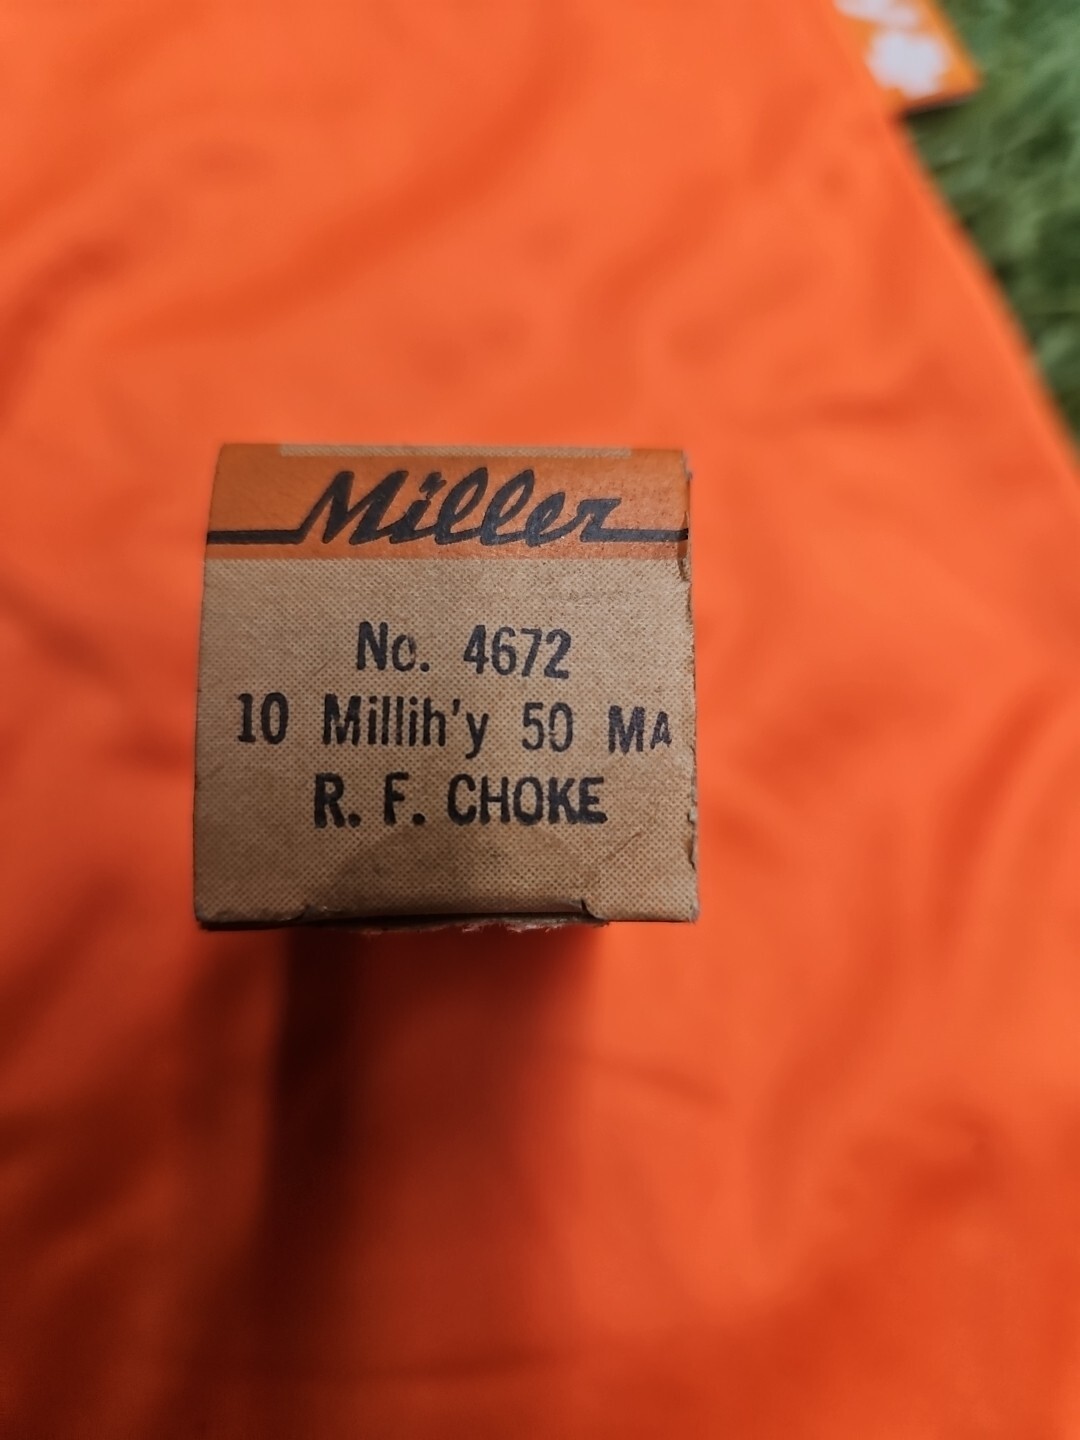 Miller
No. 4672
10 Millih'y 50 MA
R. F. CHOKE